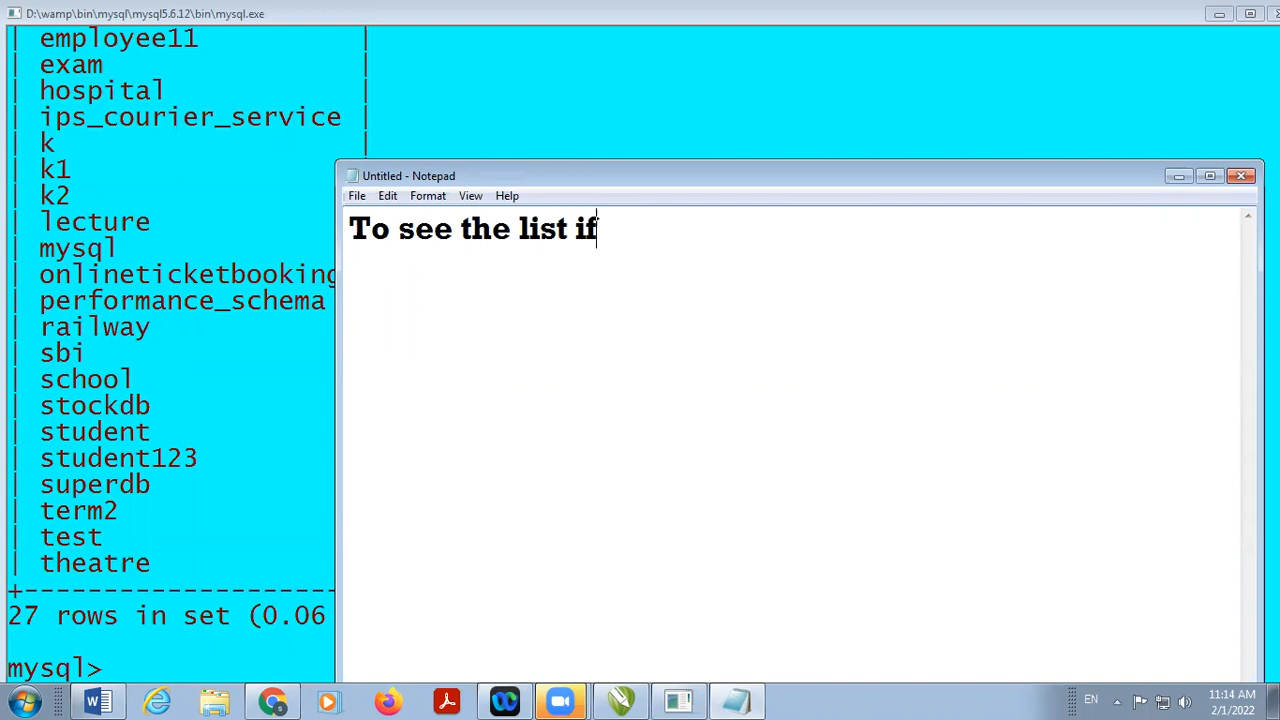 D:\wamp\bin\mysql\mysql5.6.12\bin\mysql.exe
| employee11 |
| exam |
| hospital |
| ips_courier_service |
| k |
| k1
| k2
| lecture
| mysql
| onlineticketbooking
| performance_schema
| railway
| sbi
| school
| stockdb
| student
| student123
| superdb
| term2
| test
| theatre
+--------------------
27 rows in set (0.06
mysql>
Untitled - Notepad
File Edit Format View Help
To see the list if
EN
11:14 AM
2/1/2022